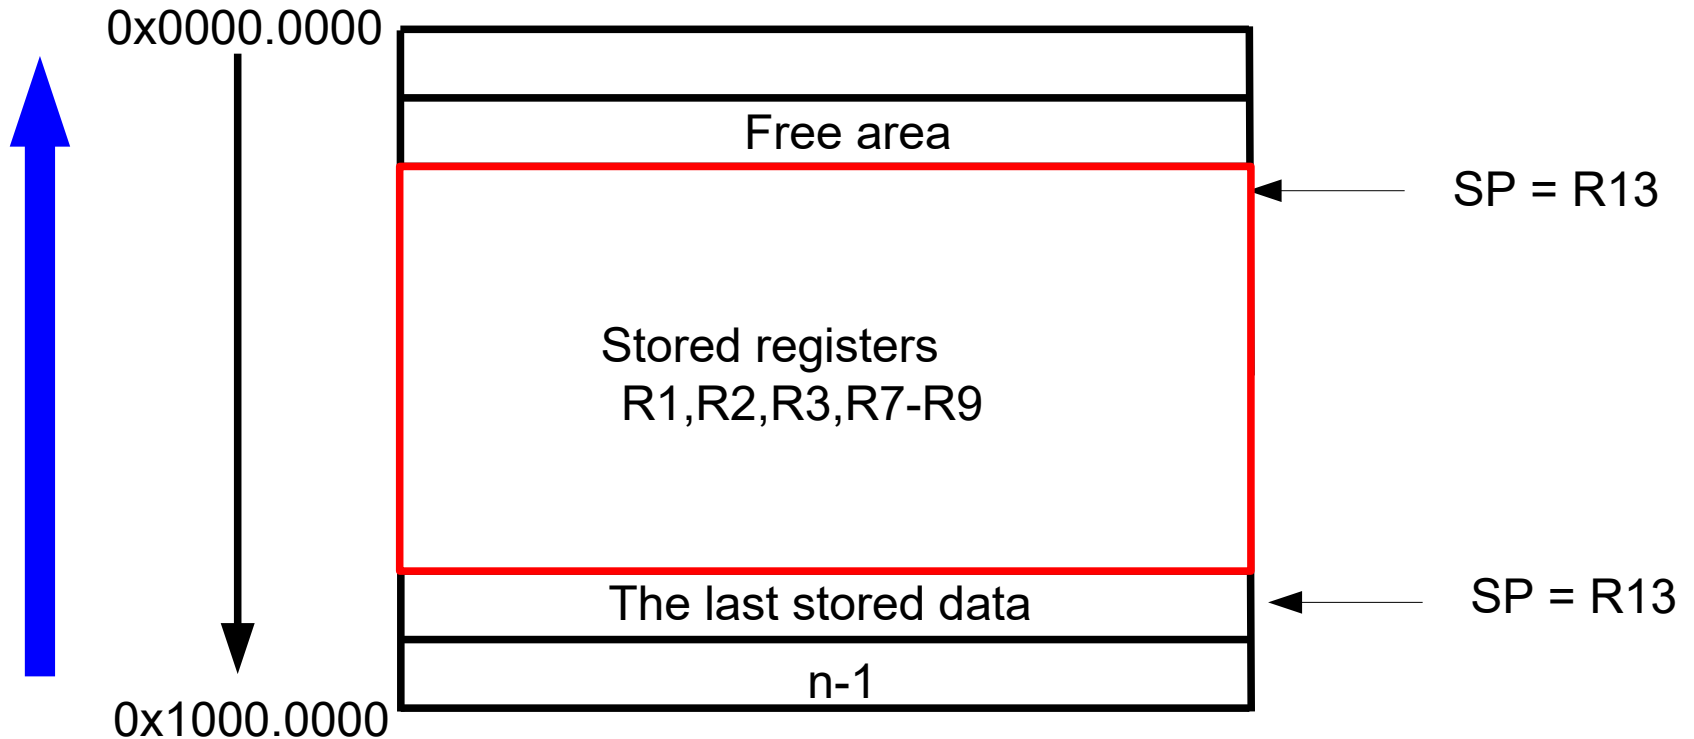 0x0000.0000
Free area
SP = R13
Stored registers
R1,R2,R3,R7-R9
The last stored data
SP = R13
n-1
0x1000.0000